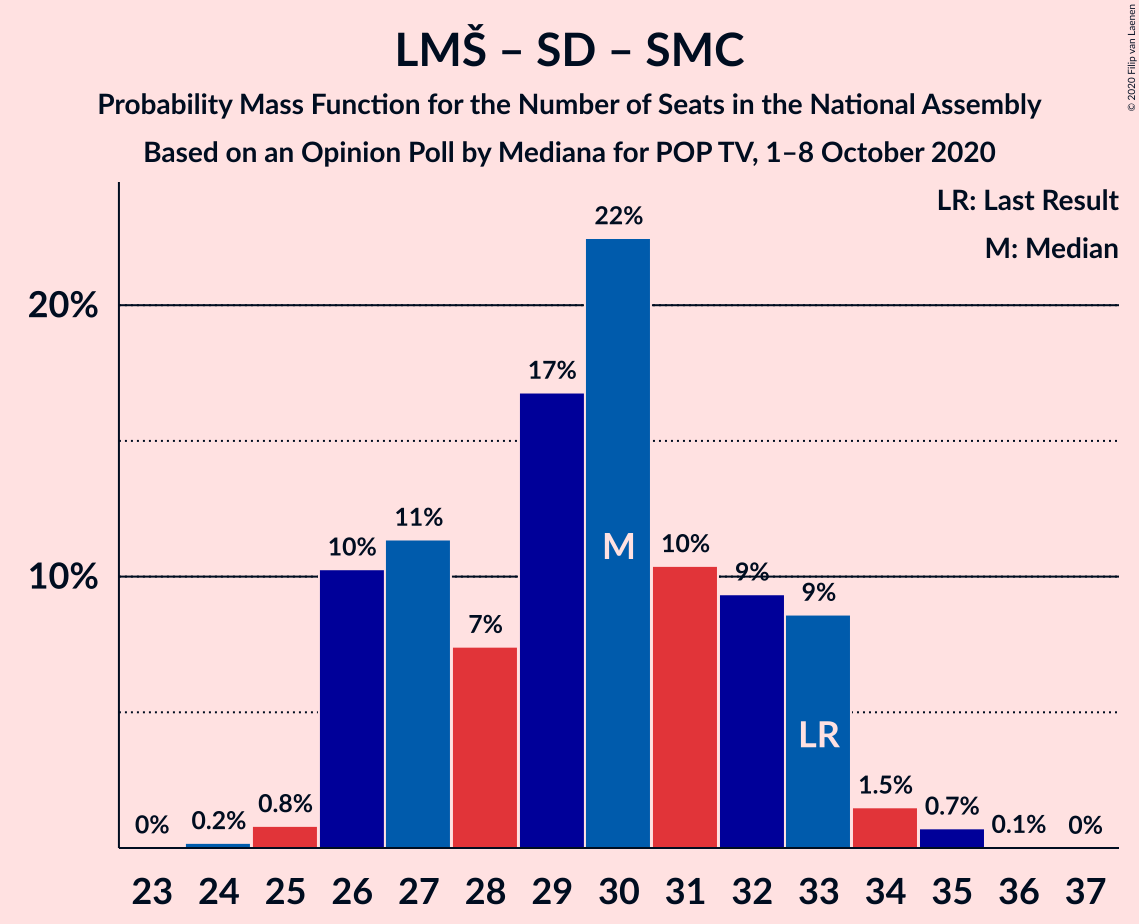 LMŠ – SD – SMC
Probability Mass Function for the Number of Seats in the National Assembly
Based on an Opinion Poll by Mediana for POP TV, 1–8 October 2020
© 2020 Filip van Laenen
LR: Last Result
M: Median
22%
20%
17%
11%
10%
M
10%
10%
9%
9%
7%
LR
1.5%
0.8%
0.7%
0%
0.2%
0.1%
0%
23 24 25 26 27 28 29 30 31 32 33 34 35 36 37